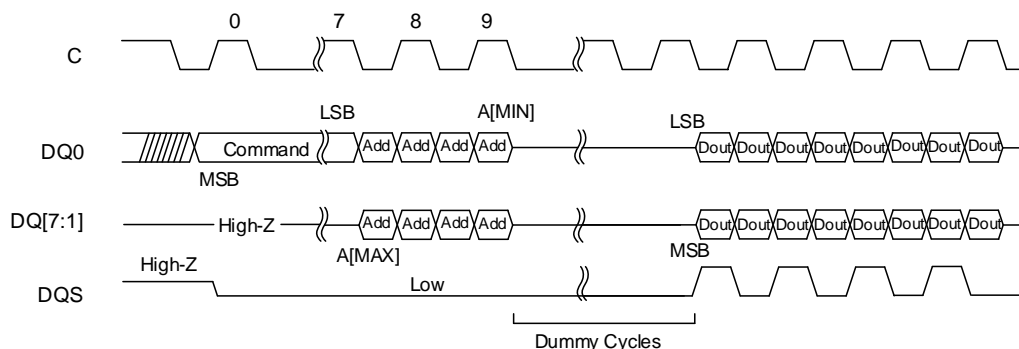 0 7 8 9
C
LSB A[MIN] LSB
DQ0 Command Add Add Add Add Dout Dout Dout Dout Dout Dout Dout Dout
MSB
DQ[7:1] High-Z Add Add Add Add Dout Dout Dout Dout Dout Dout Dout Dout
A[MAX] MSB
High-Z
DQS Low
Dummy Cycles